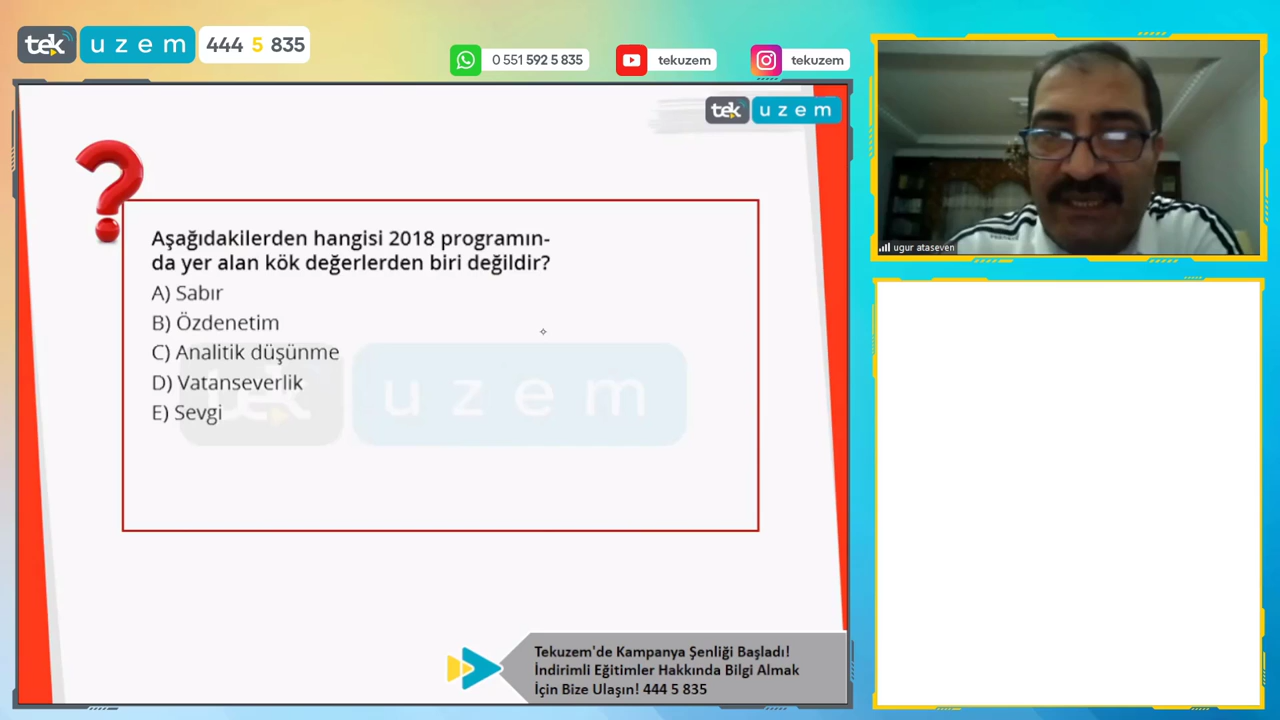 tek uzem 444 5 835
0 551 592 5 835
tekuzem
tekuzem
tek uzem
Aşağıdakilerden hangisi 2018 programın-
da yer alan kök değerlerden biri değildir?
A) Sabır
B) Özdenetim
C) Analitik düşünme
D) Vatanseverlik
E) Sevgi
tek uzem
Tekuzem'de Kampanya Şenliği Başladı!
İndirimli Eğitimler Hakkında Bilgi Almak
İçin Bize Ulaşın! 444 5 835
ugur ataseven